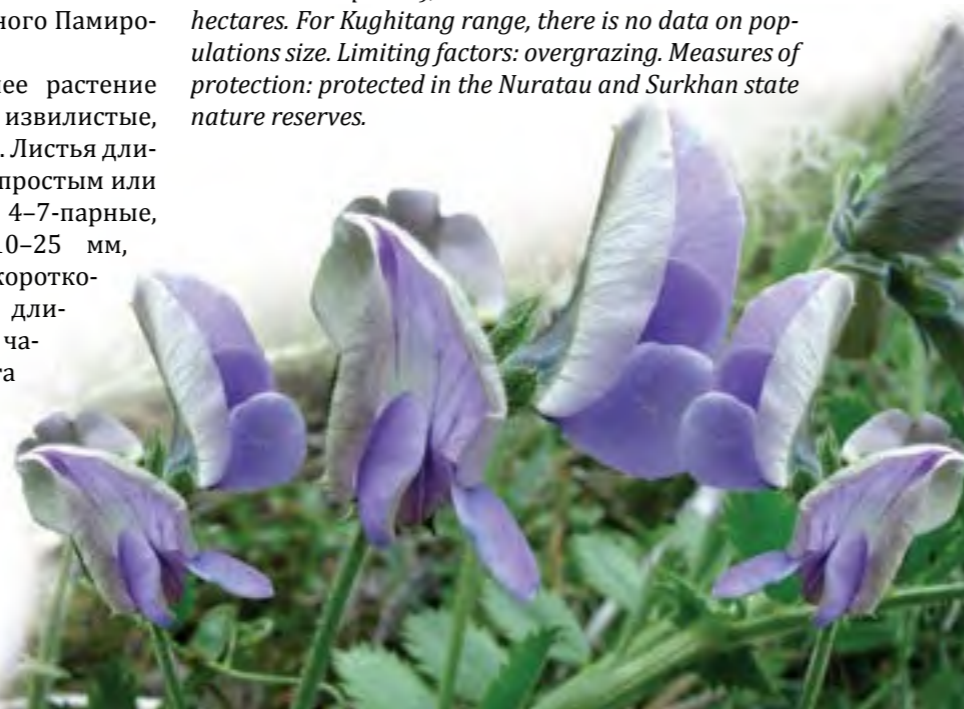 ного Памиро-
ее растение
извилистые,
. Листья дли-
простым или
4–7-парные,
10–25 мм,
коротко-
дли-
ча-
та
hectares. For Kughitang range, there is no data on pop-
ulations size. Limiting factors: overgrazing. Measures of
protection: protected in the Nuratau and Surkhan state
nature reserves.